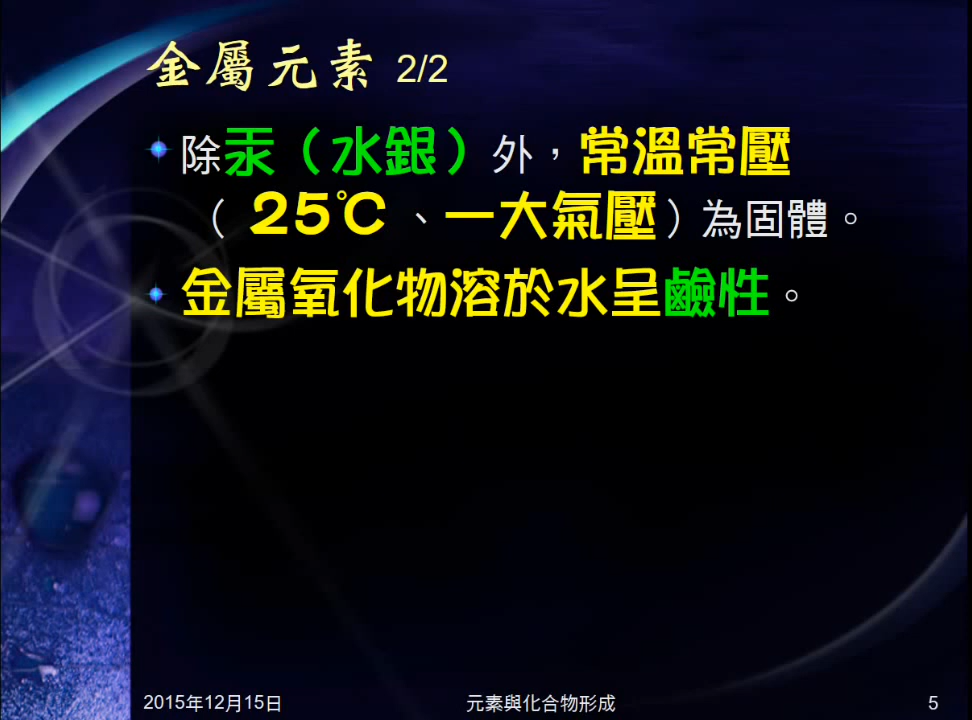 金屬元素 2/2
除汞（水銀）外，常溫常壓
（ 25℃ 、一大氣壓）為固體。
金屬氧化物溶於水呈鹼性。
2015年12月15日 元素與化合物形成 5